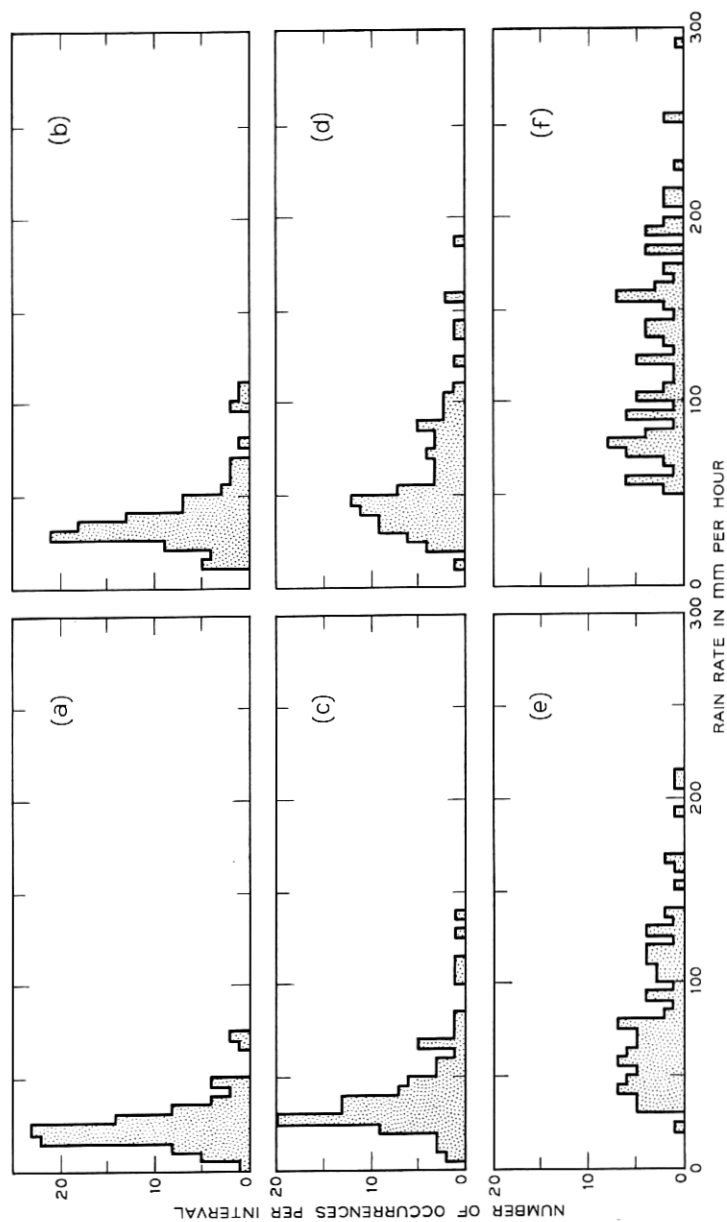 NUMBER OF OCCURRENCES PER INTERVAL
20
10
0
(a)
(b)
20
10
0
(c)
(d)
20
10
0
(e)
(f)
0 100 200 300 0 100 200 300
RAIN RATE IN mm PER HOUR